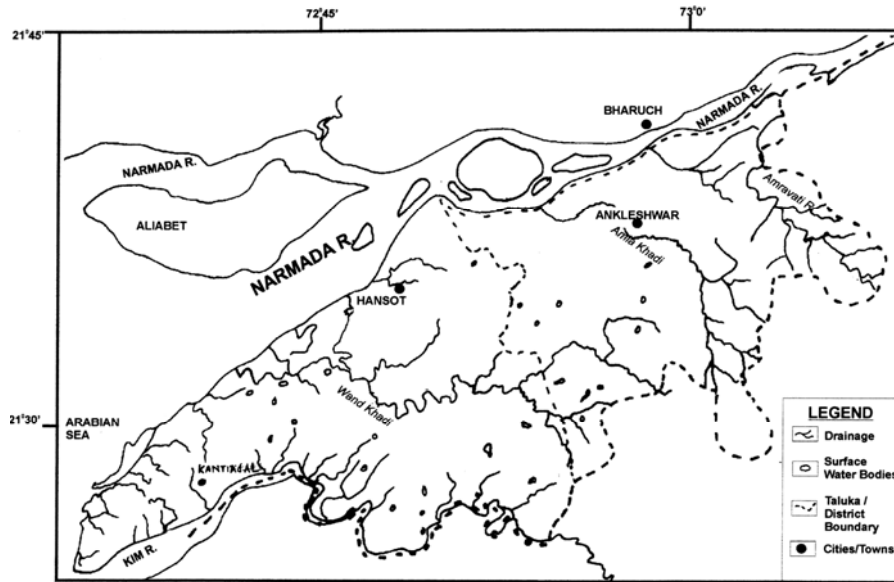 72°45'
73°0'
21°45'
BHARUCH
NARMADA R.
NARMADA R.
Amravati R.
ALIABET
ANKLESHWAR
Amla Khadi
NARMADA R.
HANSOT
Wand Khadi
21°30'
ARABIAN
SEA
KIM R.
LEGEND
Drainage
Surface
Water Bodies
Taluka /
District
Boundary
Cities/Towns